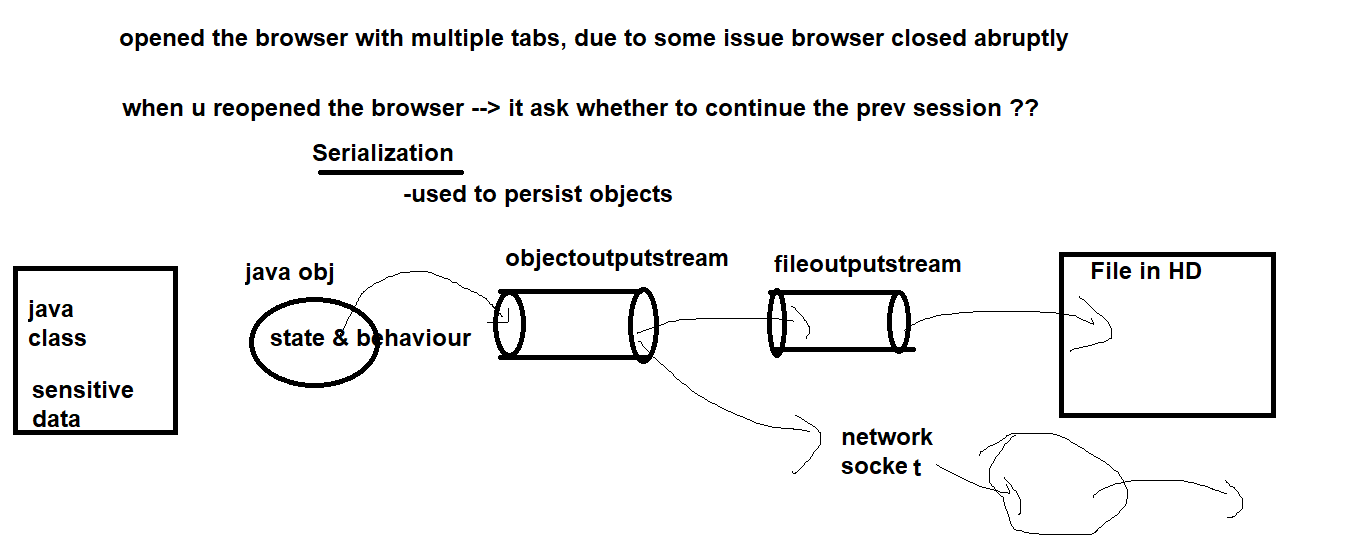 opened the browser with multiple tabs, due to some issue browser closed abruptly
when u reopened the browser --> it ask whether to continue the prev session ??
Serialization
-used to persist objects
java obj
objectoutputstream
fileoutputstream
File in HD
java
class
state & behaviour
sensitive
data
network
socke t